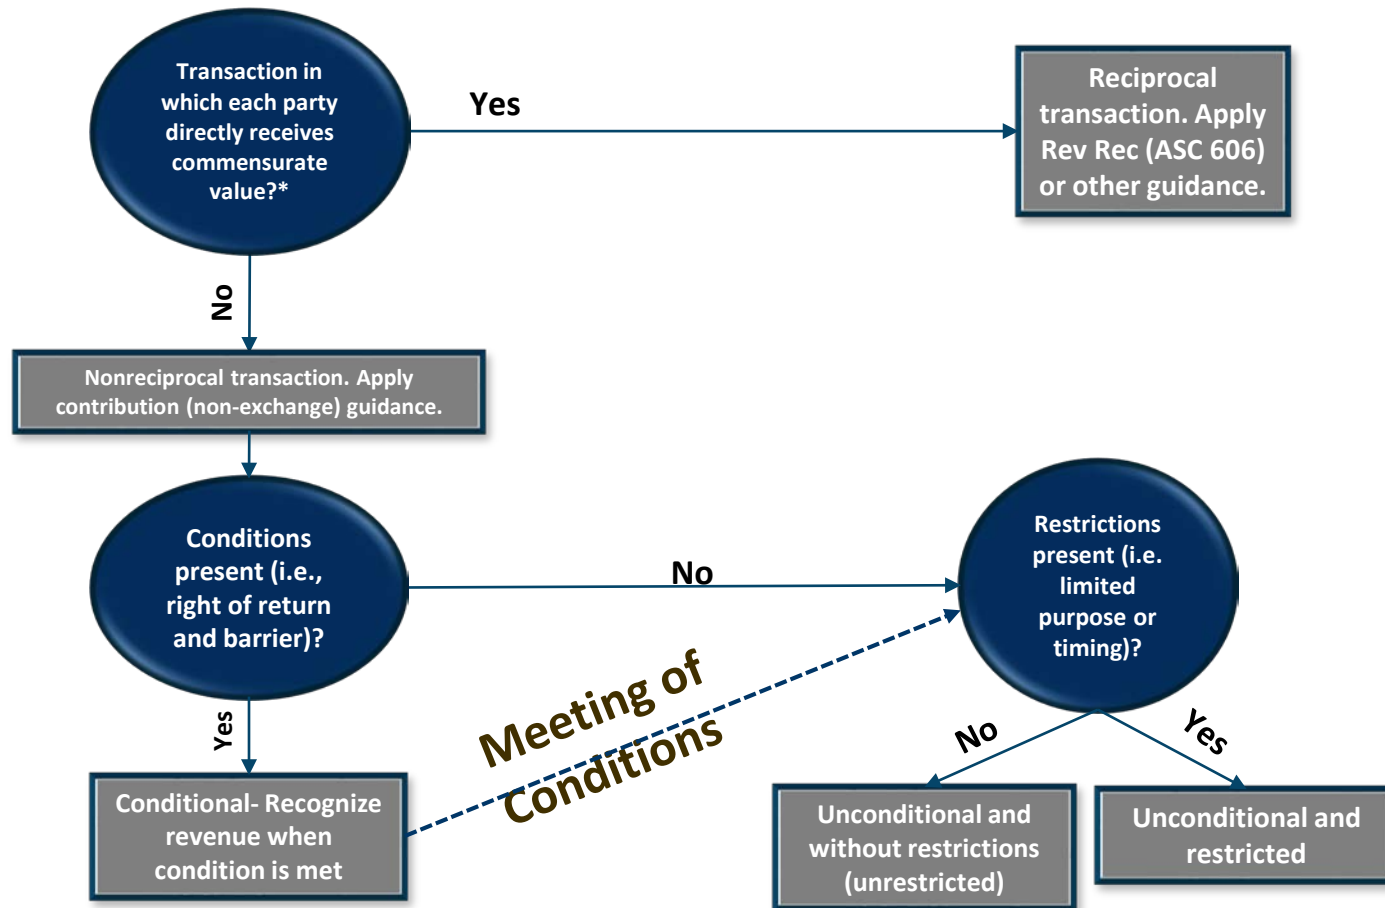 Transaction in
which each party
directly receives
commensurate
value?*
Yes
Reciprocal
transaction. Apply
Rev Rec (ASC 606)
or other guidance.
No
Nonreciprocal transaction. Apply
contribution (non-exchange) guidance.
Conditions
present (i.e.,
right of return
and barrier)?
No
Restrictions
present (i.e.
limited
purpose or
timing)?
Yes
Meeting of
Conditions
No
Yes
Conditional- Recognize
revenue when
condition is met
Unconditional and
without restrictions
(unrestricted)
Unconditional and
restricted